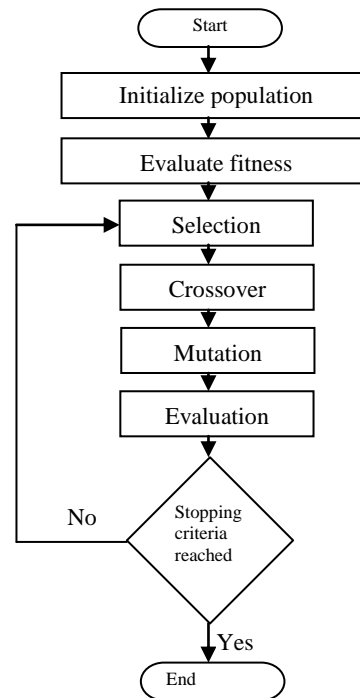 Start
Initialize population
Evaluate fitness
Selection
Crossover
Mutation
Evaluation
Stopping
criteria
reached
No
Yes
End